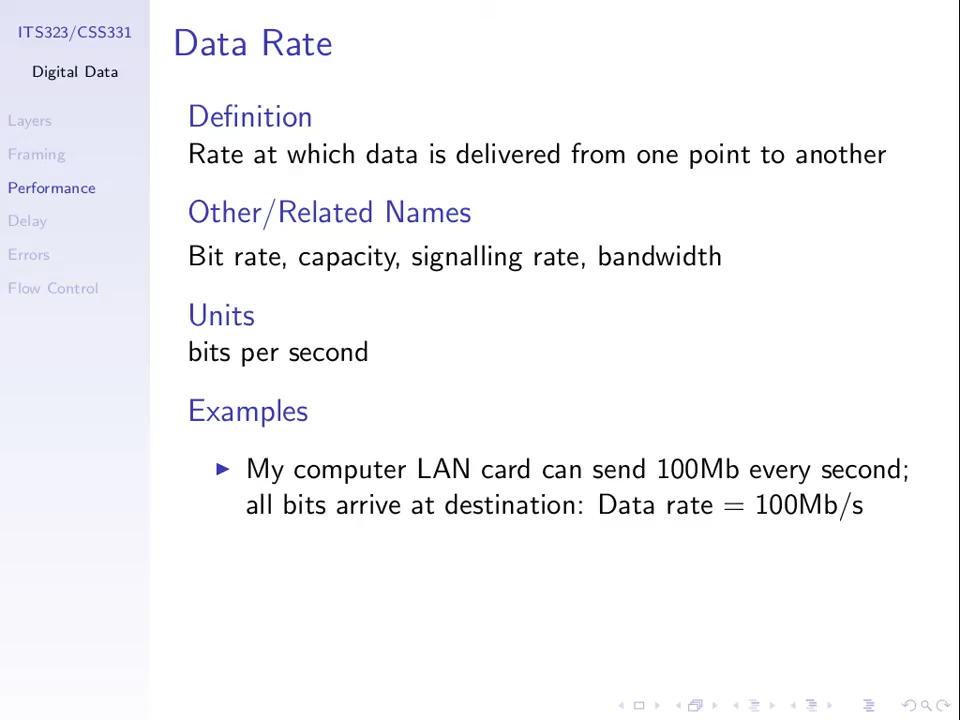 ITS323/CSS331
Digital Data
Layers
Framing
Performance
Delay
Errors
Flow Control
Data Rate
Definition
Rate at which data is delivered from one point to another
Other/Related Names
Bit rate, capacity, signalling rate, bandwidth
Units
bits per second
Examples
My computer LAN card can send 100Mb every second;
all bits arrive at destination: Data rate = 100Mb/s